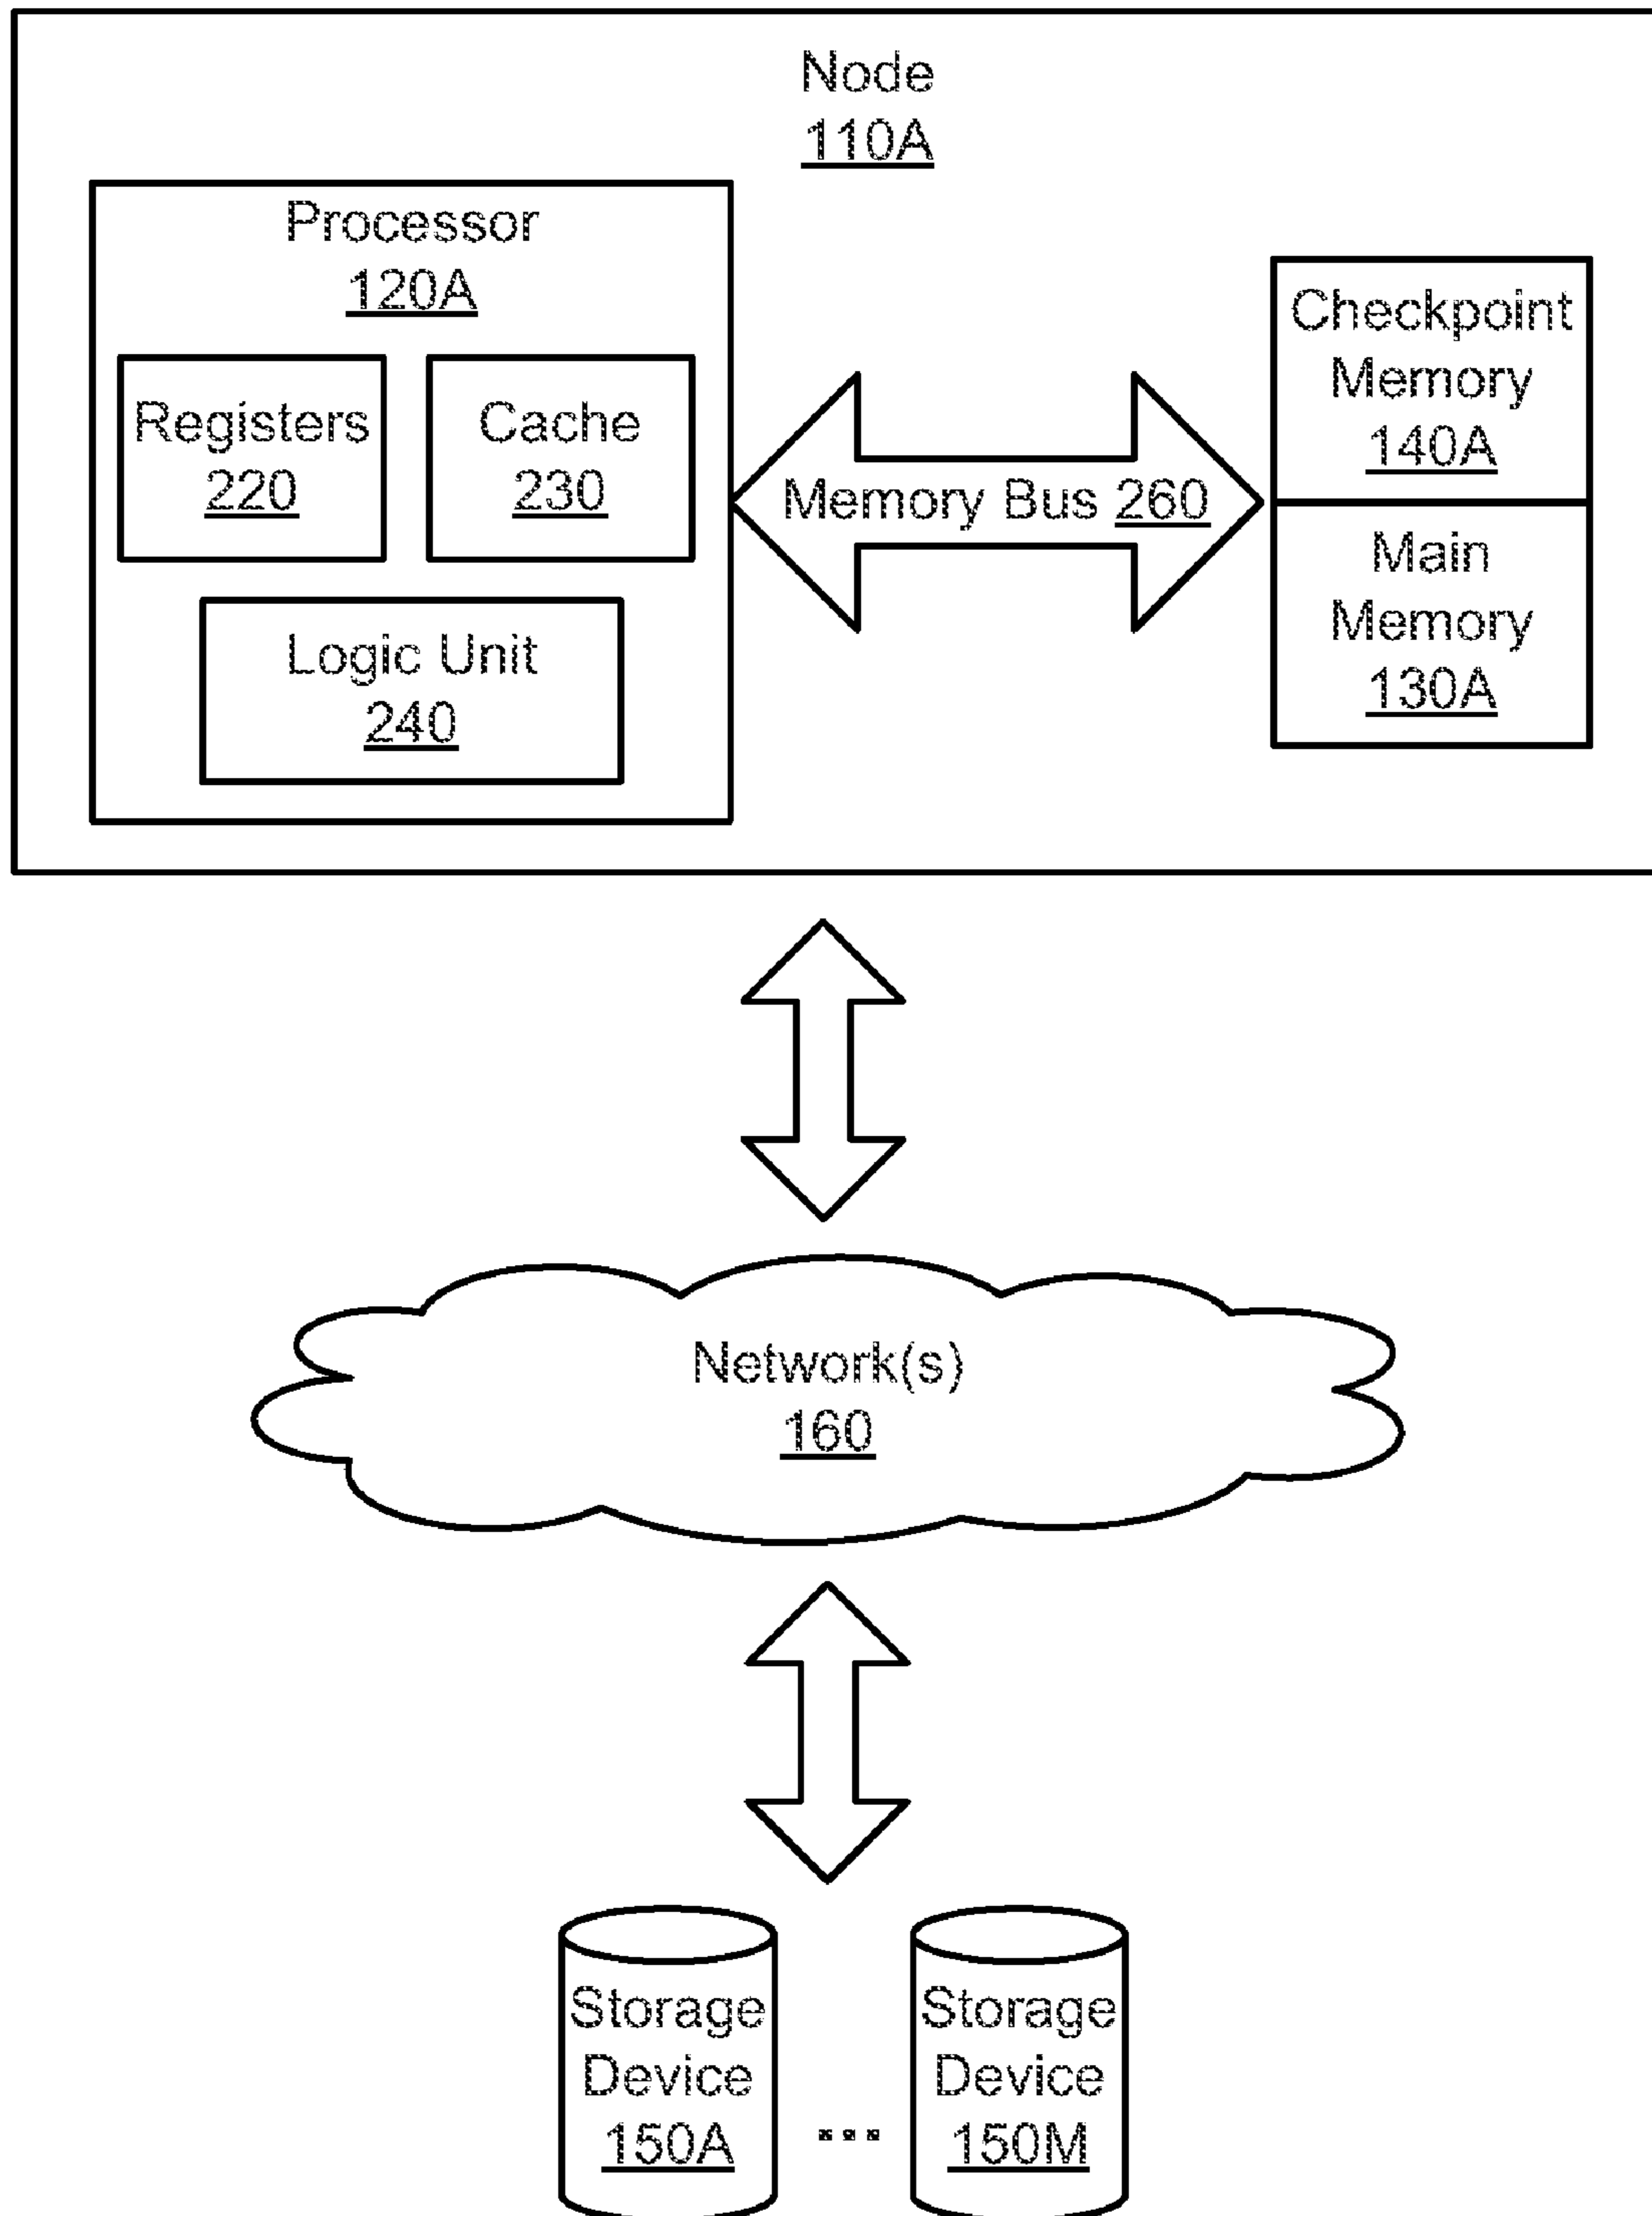 Node
110A
Processor
120A
Registers
220
Cache
230
Logic Unit
240
Memory Bus 260
Checkpoint
Memory
140A
Main
Memory
130A
Network(s)
160
Storage
Device
150A
...
Storage
Device
150M